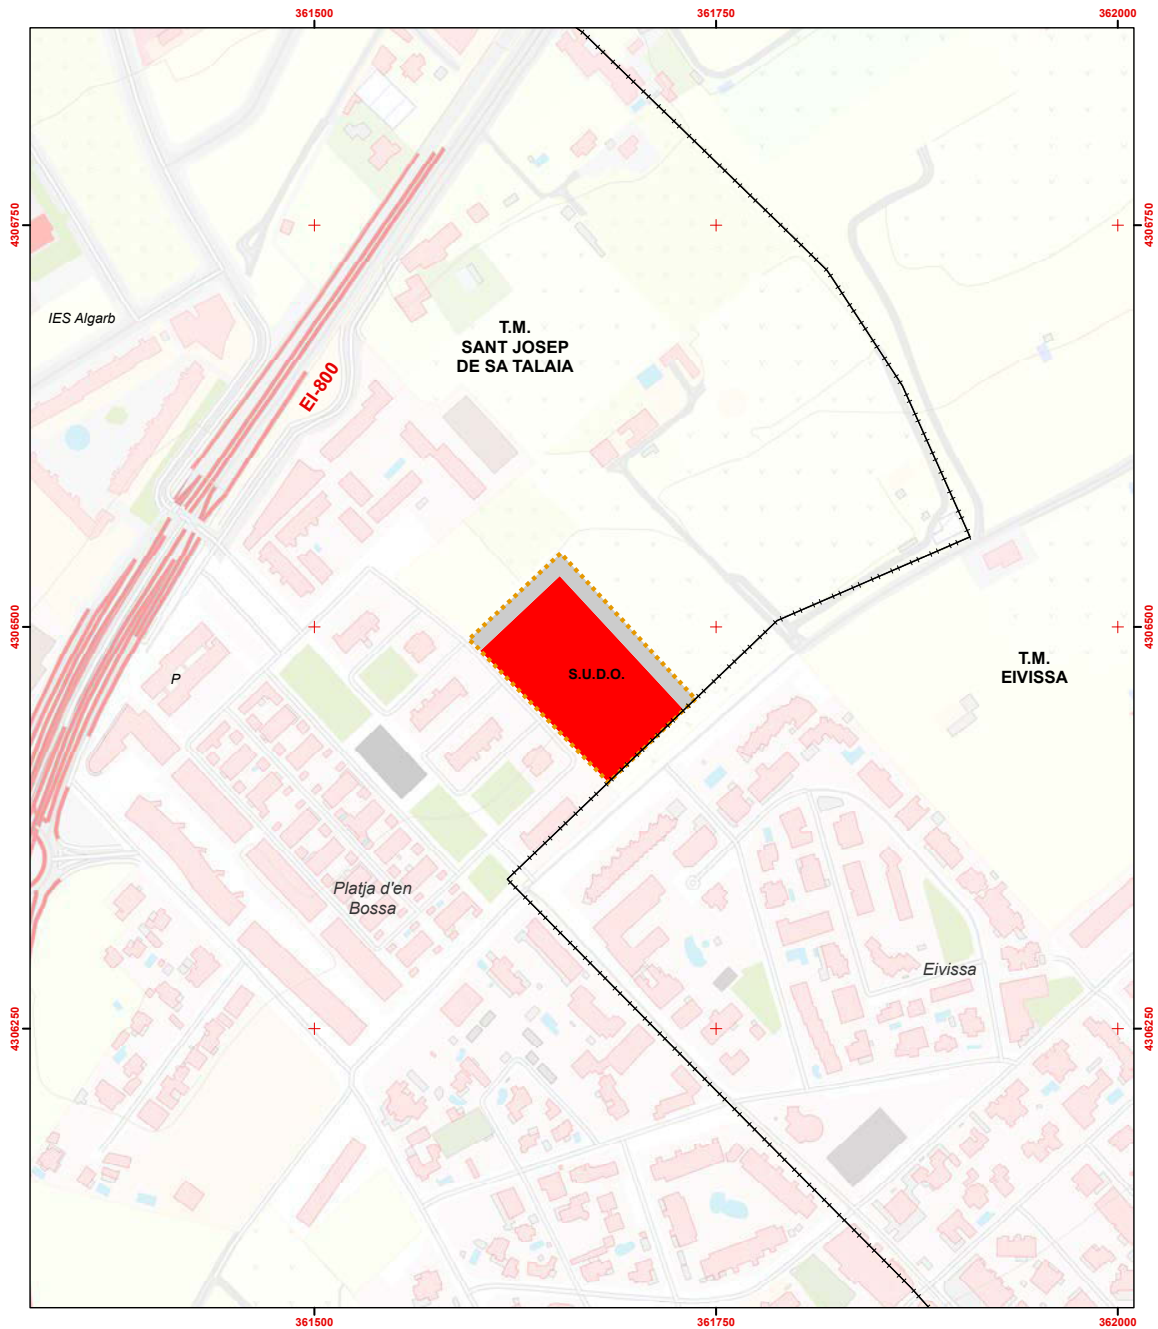 361500
361750
362000
4306750
4306750
IES Algarb
T.M.
SANT JOSEP
DE SA TALAIA
EI-800
4306500
4306500
S.U.D.O.
T.M.
EIVISSA
P
Platja d'en
Bossa
Eivissa
4306250
4306250
361500
361750
362000